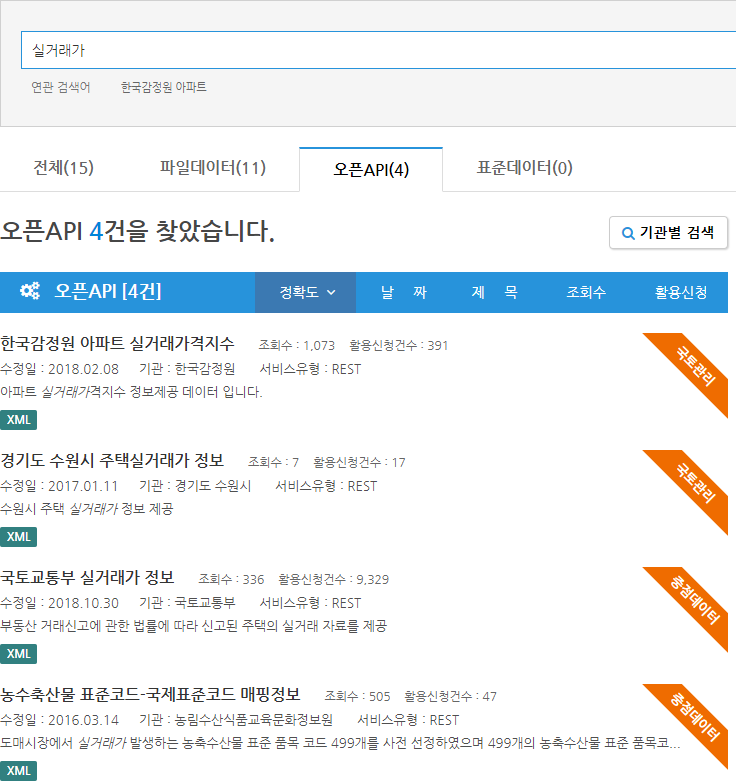 실거래가
연관 검색어 한국감정원 아파트
전체(15) 파일데이터(11) 오픈API(4) 표준데이터(0)
오픈API 4건을 찾았습니다. 기관별 검색
오픈API [4건] 정확도 날 짜 제 목 조회수 활용신청
한국감정원 아파트 실거래가격지수 조회수 : 1,073 활용신청건수 : 391 국토관리
수정일 : 2018.02.08 기관 : 한국감정원 서비스유형 : REST
아파트 실거래가격지수 정보제공 데이터 입니다.
XML
경기도 수원시 주택실거래가 정보 조회수 : 7 활용신청건수 : 17 국토관리
수정일 : 2017.01.11 기관 : 경기도 수원시 서비스유형 : REST
수원시 주택 실거래가 정보 제공
XML
국토교통부 실거래가 정보 조회수 : 336 활용신청건수 : 9,329 중점데이터
수정일 : 2018.10.30 기관 : 국토교통부 서비스유형 : REST
부동산 거래신고에 관한 법률에 따라 신고된 주택의 실거래 자료를 제공
XML
농수축산물 표준코드-국제표준코드 매핑정보 조회수 : 505 활용신청건수 : 47 중점데이터
수정일 : 2016.03.14 기관 : 농림수산식품교육문화정보원 서비스유형 : REST
도매시장에서 실거래가 발생하는 농축수산물 표준 품목 코드 499개를 사전 선정하였으며 499개의 농축수산물 표준 품목코...
XML